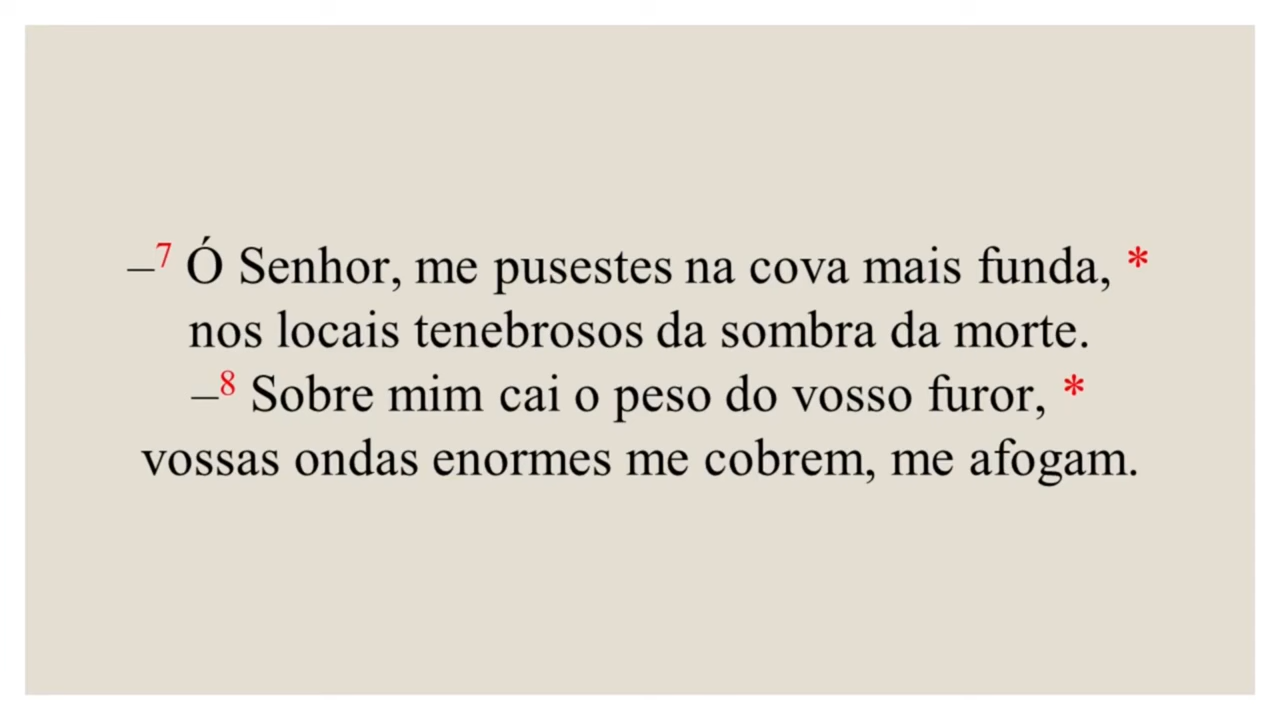 –7 Ó Senhor, me pusestes na cova mais funda, *
nos locais tenebrosos da sombra da morte.
–8 Sobre mim cai o peso do vosso furor, *
vossas ondas enormes me cobrem, me afogam.